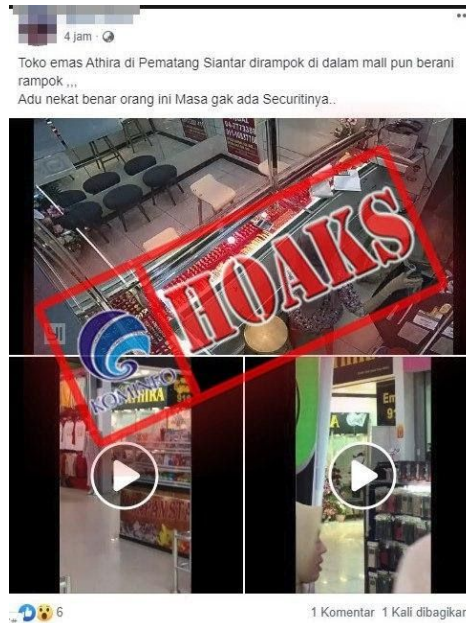 4 jam
Toko emas Athira di Pematang Siantar dirampok di dalam mall pun berani
rampok ,,,
Adu nekat benar orang ini Masa gak ada Securitinya..
HOAKS
KOMINFO
6
1 Komentar 1 Kali dibagikan